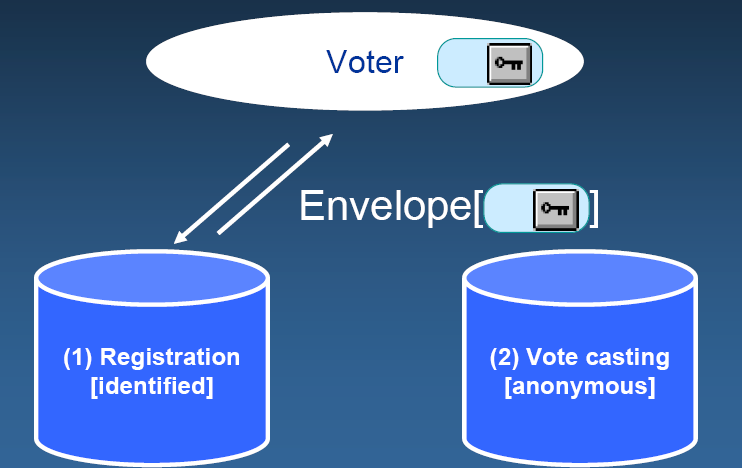 Voter
Envelope[ ]
(1) Registration
[identified]
(2) Vote casting
[anonymous]